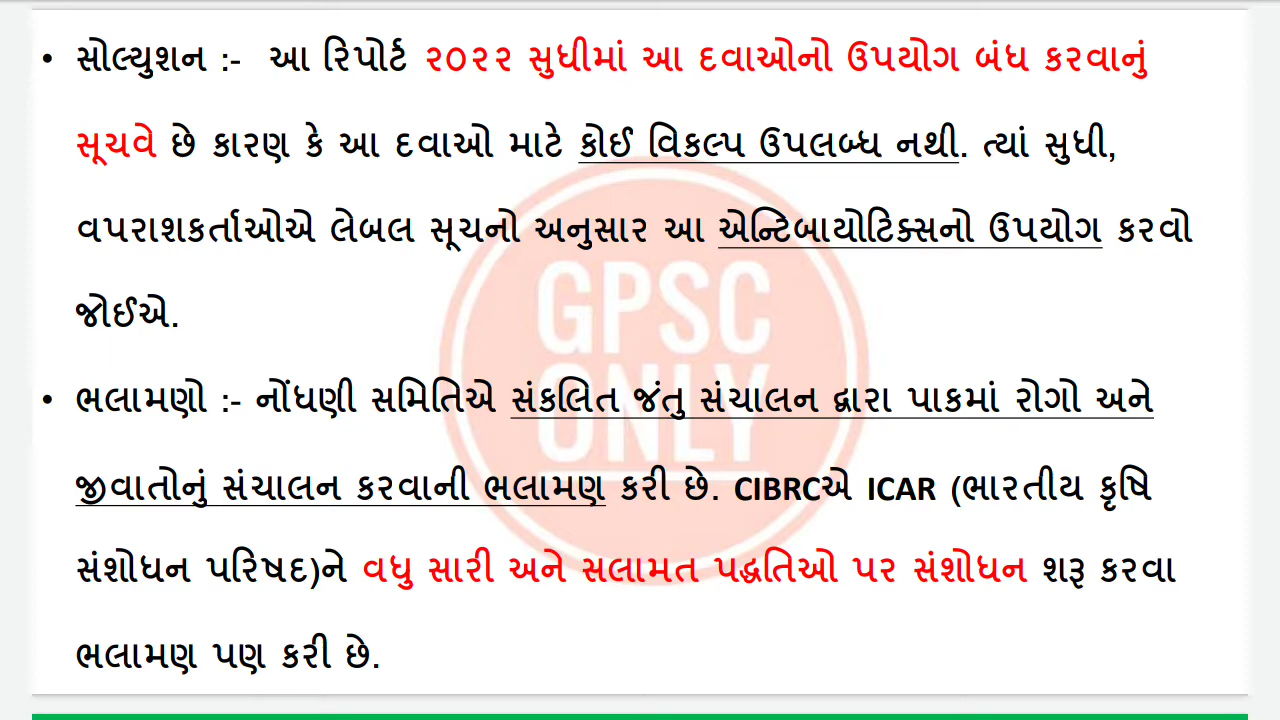 • સોલ્યુશન :- આ રિપોર્ટ ૨૦૨૨ સુધીમાં આ દવાઓનો ઉપયોગ બંધ કરવાનું
સૂચવે છે કારણ કે આ દવાઓ માટે કોઈ વિકલ્પ ઉપલબ્ધ નથી. ત્યાં સુધી,
વપરાશકર્તાઓએ લેબલ સૂચનો અનુસાર આ એન્ટિબાયોટિક્સનો ઉપયોગ કરવો
જોઈએ.
• ભલામણો :- નોંધણી સમિતિએ સંકલિત જંતુ સંચાલન દ્વારા પાકમાં રોગો અને
જીવાતોનું સંચાલન કરવાની ભલામણ કરી છે. CIBRCએ ICAR (ભારતીય કૃષિ
સંશોધન પરિષદ)ને વધુ સારી અને સલામત પદ્ધતિઓ પર સંશોધન શરૂ કરવા
ભલામણ પણ કરી છે.
GPSC
ONLY